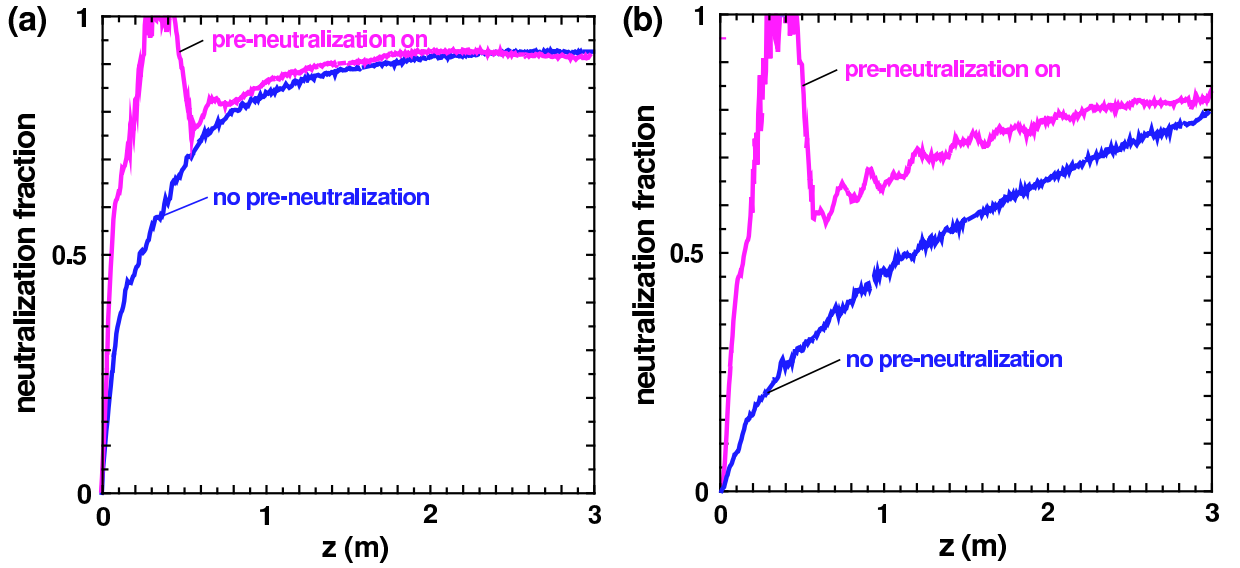 (a)
1
pre-neutralization on
no pre-neutralization
0.5
0
0
1
2
3
z (m)
neutralization fraction
(b)
1
pre-neutralization on
0.5
no pre-neutralization
0
0
1
2
3
z (m)
neutralization fraction